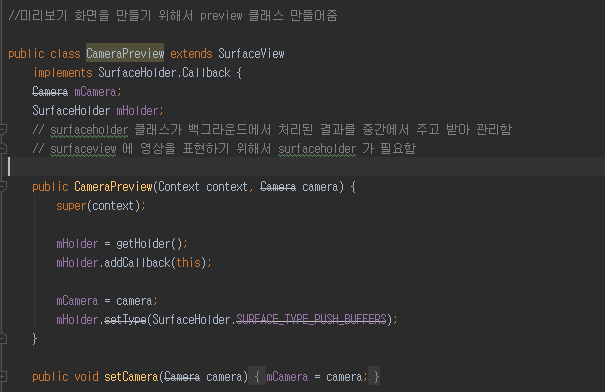 //미리보기 화면을 만들기 위해서 preview 클래스 만들어줌
public class CameraPreview extends SurfaceView
implements SurfaceHolder.Callback {
Camera mCamera;
SurfaceHolder mHolder;
// surfaceholder 클래스가 백그라운드에서 처리된 결과를 중간에서 주고 받아 관리함
// surfaceview 에 영상을 표현하기 위해서 surfaceholder 가 필요함
public CameraPreview(Context context, Camera camera) {
super(context);
mHolder = getHolder();
mHolder.addCallback(this);
mCamera = camera;
mHolder.setType(SurfaceHolder.SURFACE_TYPE_PUSH_BUFFERS);
}
public void setCamera(Camera camera) { mCamera = camera; }